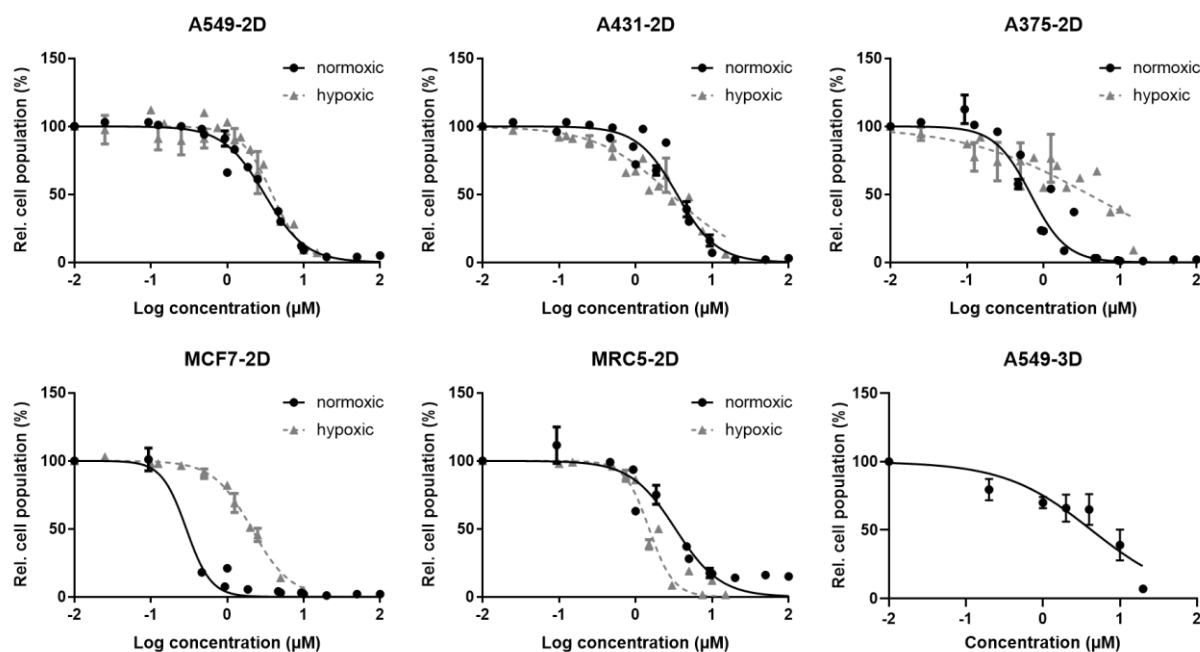 A549-2D
A431-2D
A375-2D
150
100
50
0
Rel. cell population (%)
normoxic
hypoxic
-2 -1 0 1 2
Log concentration (µM)
150
100
50
0
Rel. cell population (%)
normoxic
hypoxic
-2 -1 0 1 2
Log concentration (µM)
150
100
50
0
Rel. cell population (%)
normoxic
hypoxic
-2 -1 0 1 2
Log concentration (µM)
MCF7-2D
MRC5-2D
A549-3D
150
100
50
0
Rel. cell population (%)
normoxic
hypoxic
-2 -1 0 1 2
Log concentration (µM)
150
100
50
0
Rel. cell population (%)
normoxic
hypoxic
-2 -1 0 1 2
Log concentration (µM)
150
100
50
0
Rel. cell population (%)
-2 -1 0 1 2
Concentration (µM)